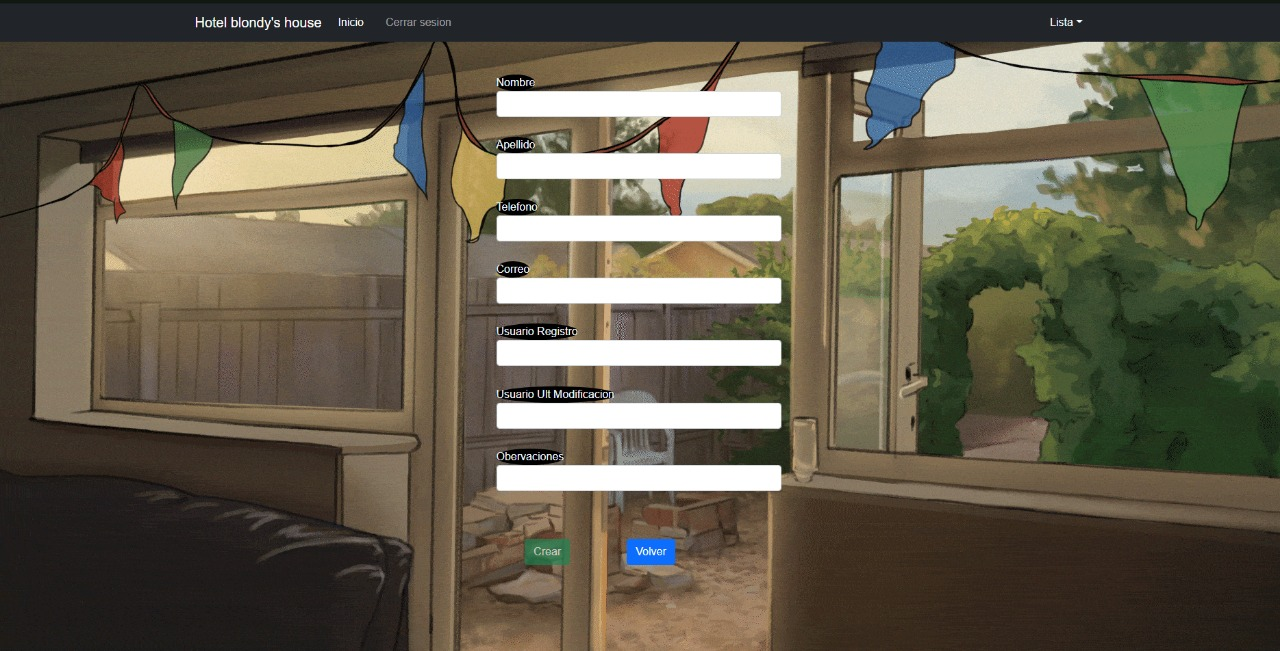 Hotel blondy's house Inicio Cerrar sesion Lista
Nombre
Apellido
Telefono
Correo
Usuario Registro
Usuario Ult Modificacion
Obervaciones
Crear Volver